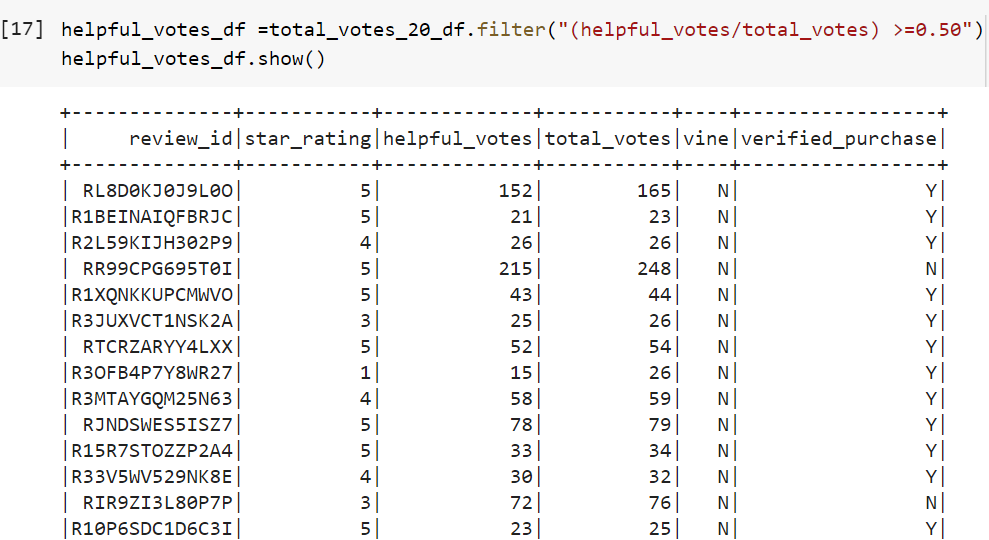 [17] helpful_votes_df =total_votes_20_df.filter("(helpful_votes/total_votes) >=0.50")
helpful_votes_df.show()
+--------------+-----------+-------------+-----------+----+-----------------+
|     review_id|star_rating|helpful_votes|total_votes|vine|verified_purchase|
+--------------+-----------+-------------+-----------+----+-----------------+
| RL8D0KJ0J9L0O|          5|          152|        165|   N|                Y|
|R1BEINAIQFBRJC|          5|           21|         23|   N|                Y|
|R2L59KIJH302P9|          4|           26|         26|   N|                Y|
| RR99CPG695T0I|          5|          215|        248|   N|                N|
|R1XQNKKUPCMWVO|          5|           43|         44|   N|                Y|
|R3JUXVCT1NSK2A|          3|           25|         26|   N|                Y|
| RTCRZARYY4LXX|          5|           52|         54|   N|                Y|
|R3OFB4P7Y8WR27|          1|           15|         26|   N|                Y|
|R3MTAYGQM25N63|          4|           58|         59|   N|                Y|
| RJNDSWES5ISZ7|          5|           78|         79|   N|                Y|
|R15R7STOZZP2A4|          5|           33|         34|   N|                Y|
|R33V5WV529NK8E|          4|           30|         32|   N|                Y|
| RIR9ZI3L80P7P|          3|           72|         76|   N|                N|
|R10P6SDC1D6C3I|          5|           23|         25|   N|                Y|